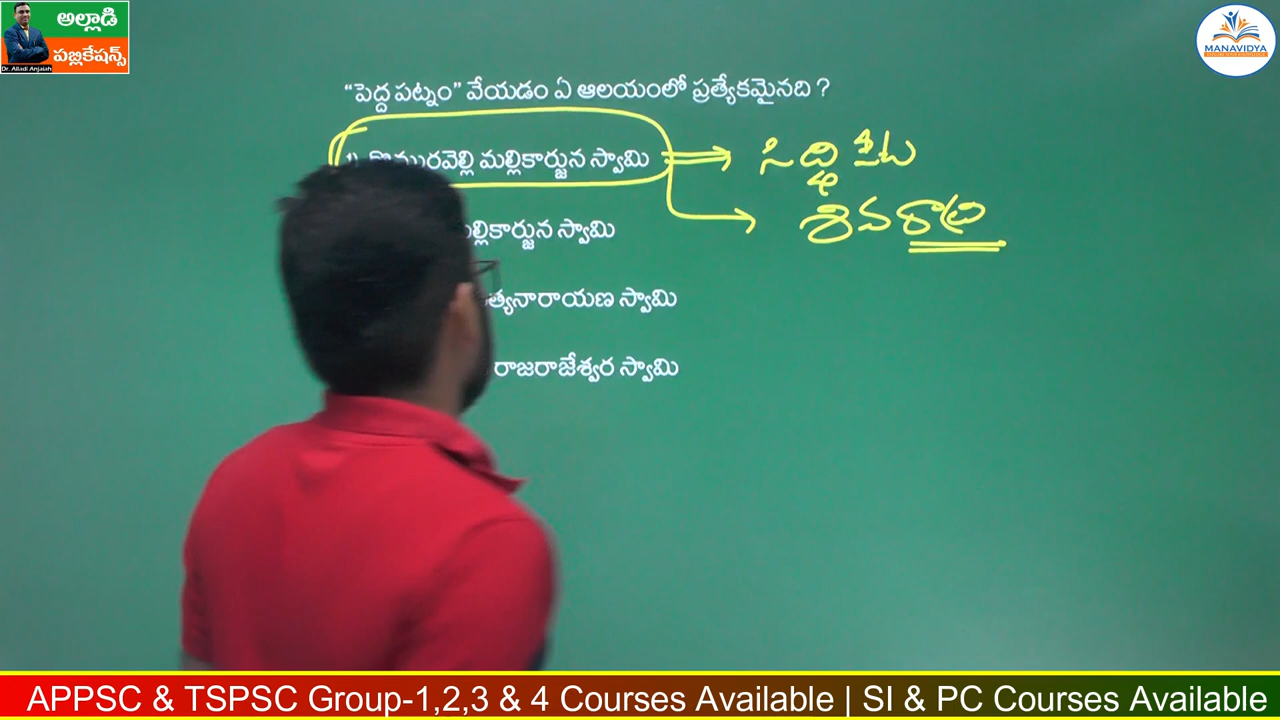 అల్లాడి
పబ్లికేషన్స్
Dr. Alladi Anjaiah
MANAVIDYA
“పెద్ద పట్నం” వేయడం ఏ ఆలయంలో ప్రత్యేకమైనది ?
కొమురవెల్లి మల్లికార్జున స్వామి
సిద్ధిపేట
మల్లికార్జున స్వామి
శివరాత్రి
సత్యనారాయణ స్వామి
రాజరాజేశ్వర స్వామి
APPSC & TSPSC Group-1,2,3 & 4 Courses Available | SI & PC Courses Available